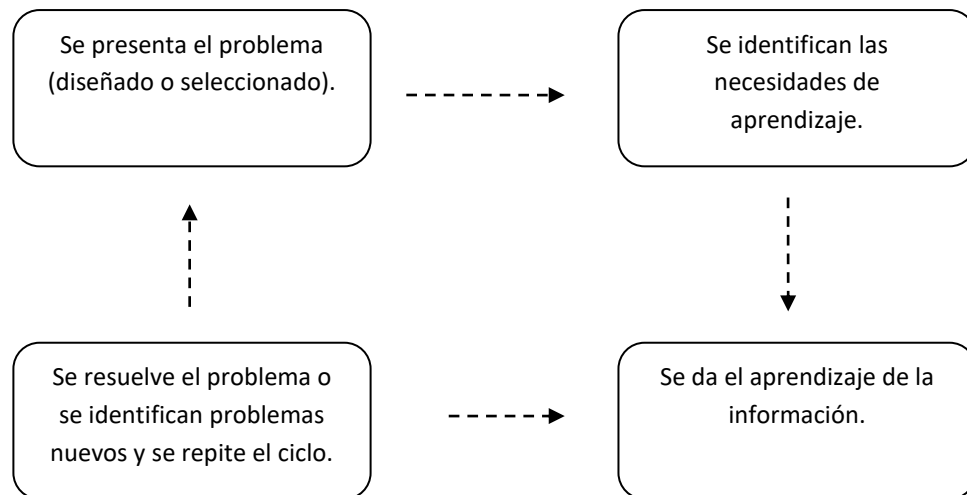 Se presenta el problema
(diseñado o seleccionado).
Se identifican las
necesidades de
aprendizaje.
Se resuelve el problema o
se identifican problemas
nuevos y se repite el ciclo.
Se da el aprendizaje de la
información.